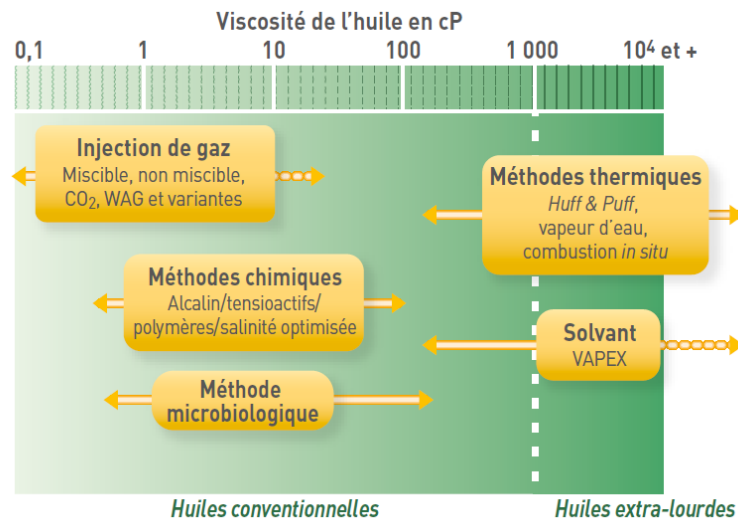 Viscosité de l’huile en cP
0,1 1 10 100 1 000 10⁴ et +
Injection de gaz
Miscible, non miscible,
CO₂, WAG et variantes
Méthodes thermiques
Huff & Puff,
vapeur d’eau,
combustion in situ
Méthodes chimiques
Alcalin/tensioactifs/
polymères/salinité optimisée
Solvant
VAPEX
Méthode
microbiologique
Huiles conventionnelles Huiles extra-lourdes